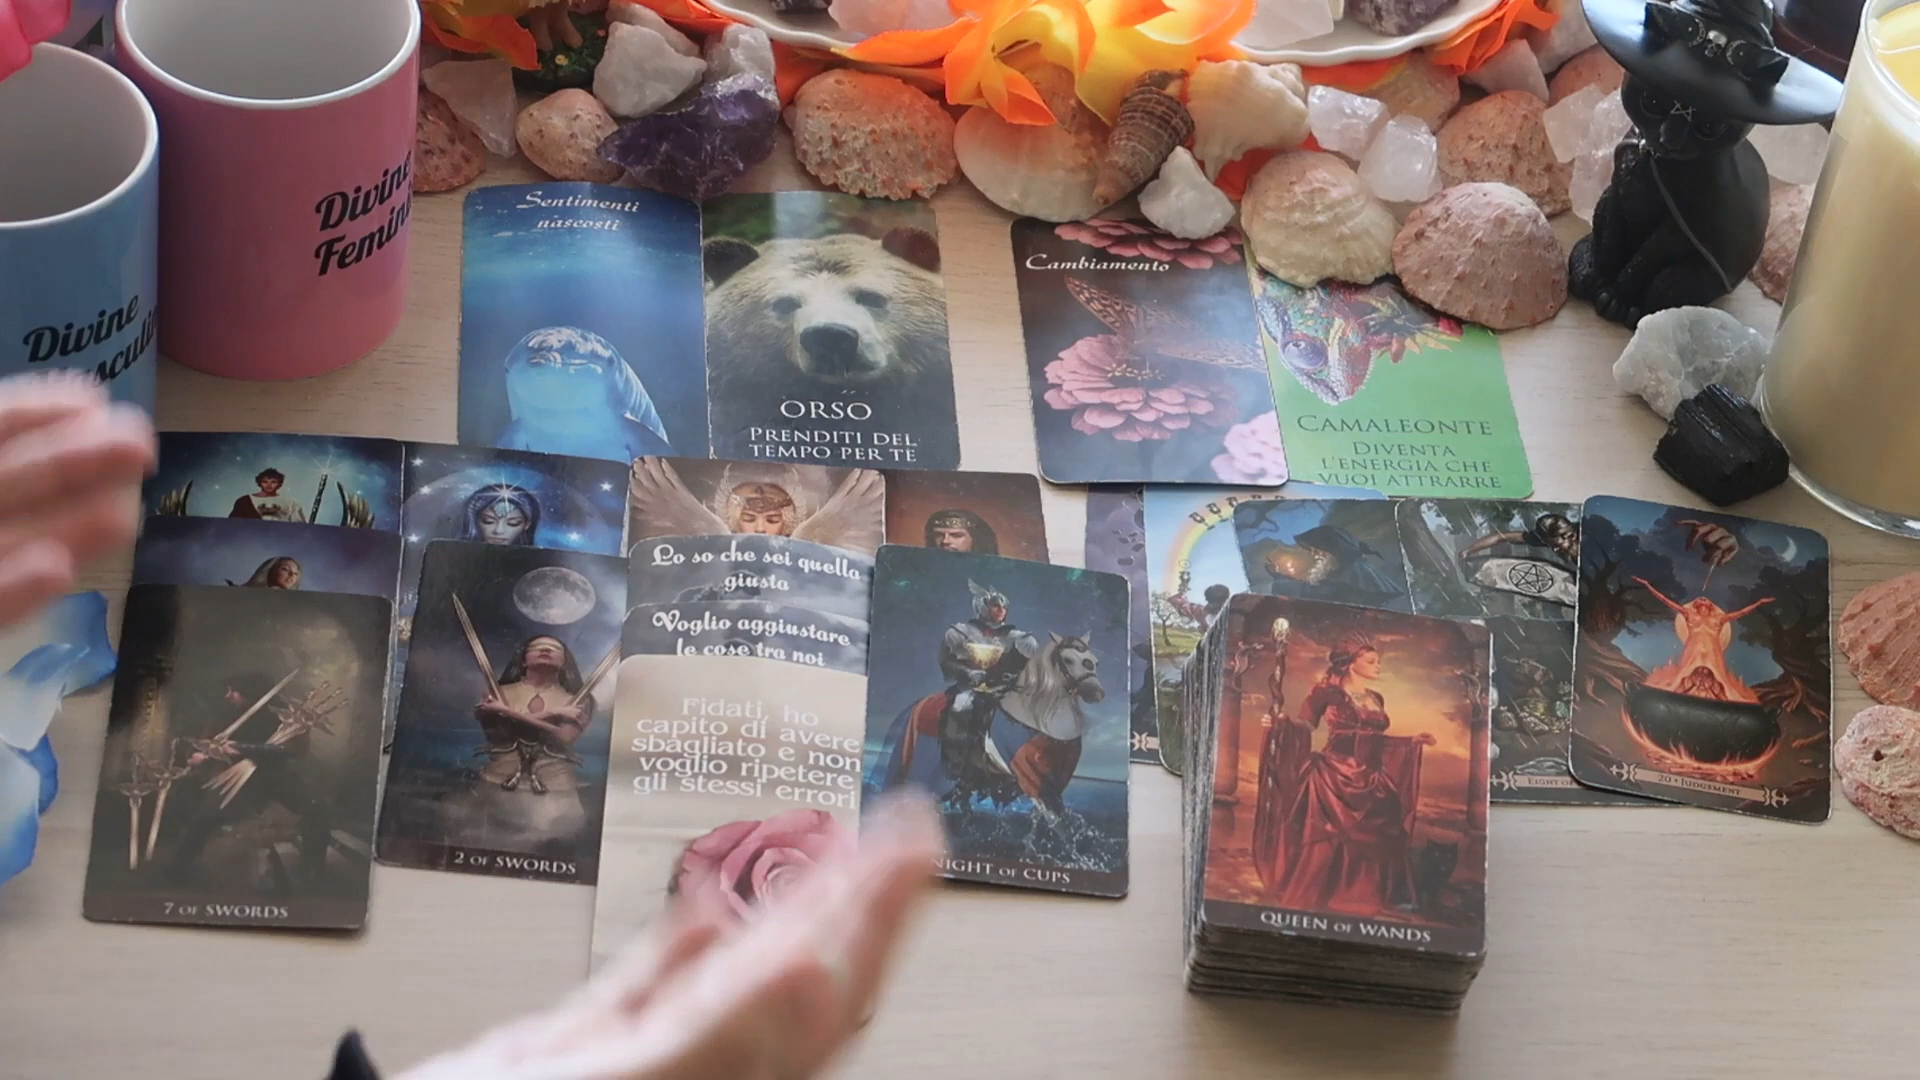 Divine
Feminine
Divine
Sentimenti
nascosti
ORSO
PRENDITI DEL
TEMPO PER TE
Cambiamento
CAMALEONTE
DIVENTA
L'ENERGIA CHE
VUOI ATTRARRE
Lo so che sei quella
giusta
Voglio aggiustare
le cose tra noi
Fidati, ho
capito di avere
sbagliato e non
voglio ripetere
gli stessi errori
7 OF SWORDS
2 OF SWORDS
NIGHT OF CUPS
QUEEN OF WANDS
EIGHT OF
20 • JUDGEMENT